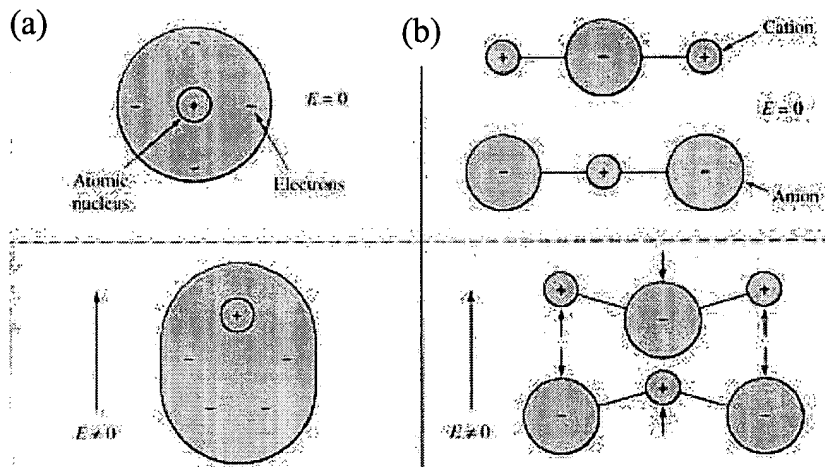 (a)
(b)
E = 0
Atomic
nucleus
Electrons
Cation
E = 0
Anion
E ≠ 0
E ≠ 0
+
-
-
-
-
+
-
+
-
+
-
+
-
-
-
-
+
-
+
-
+
-